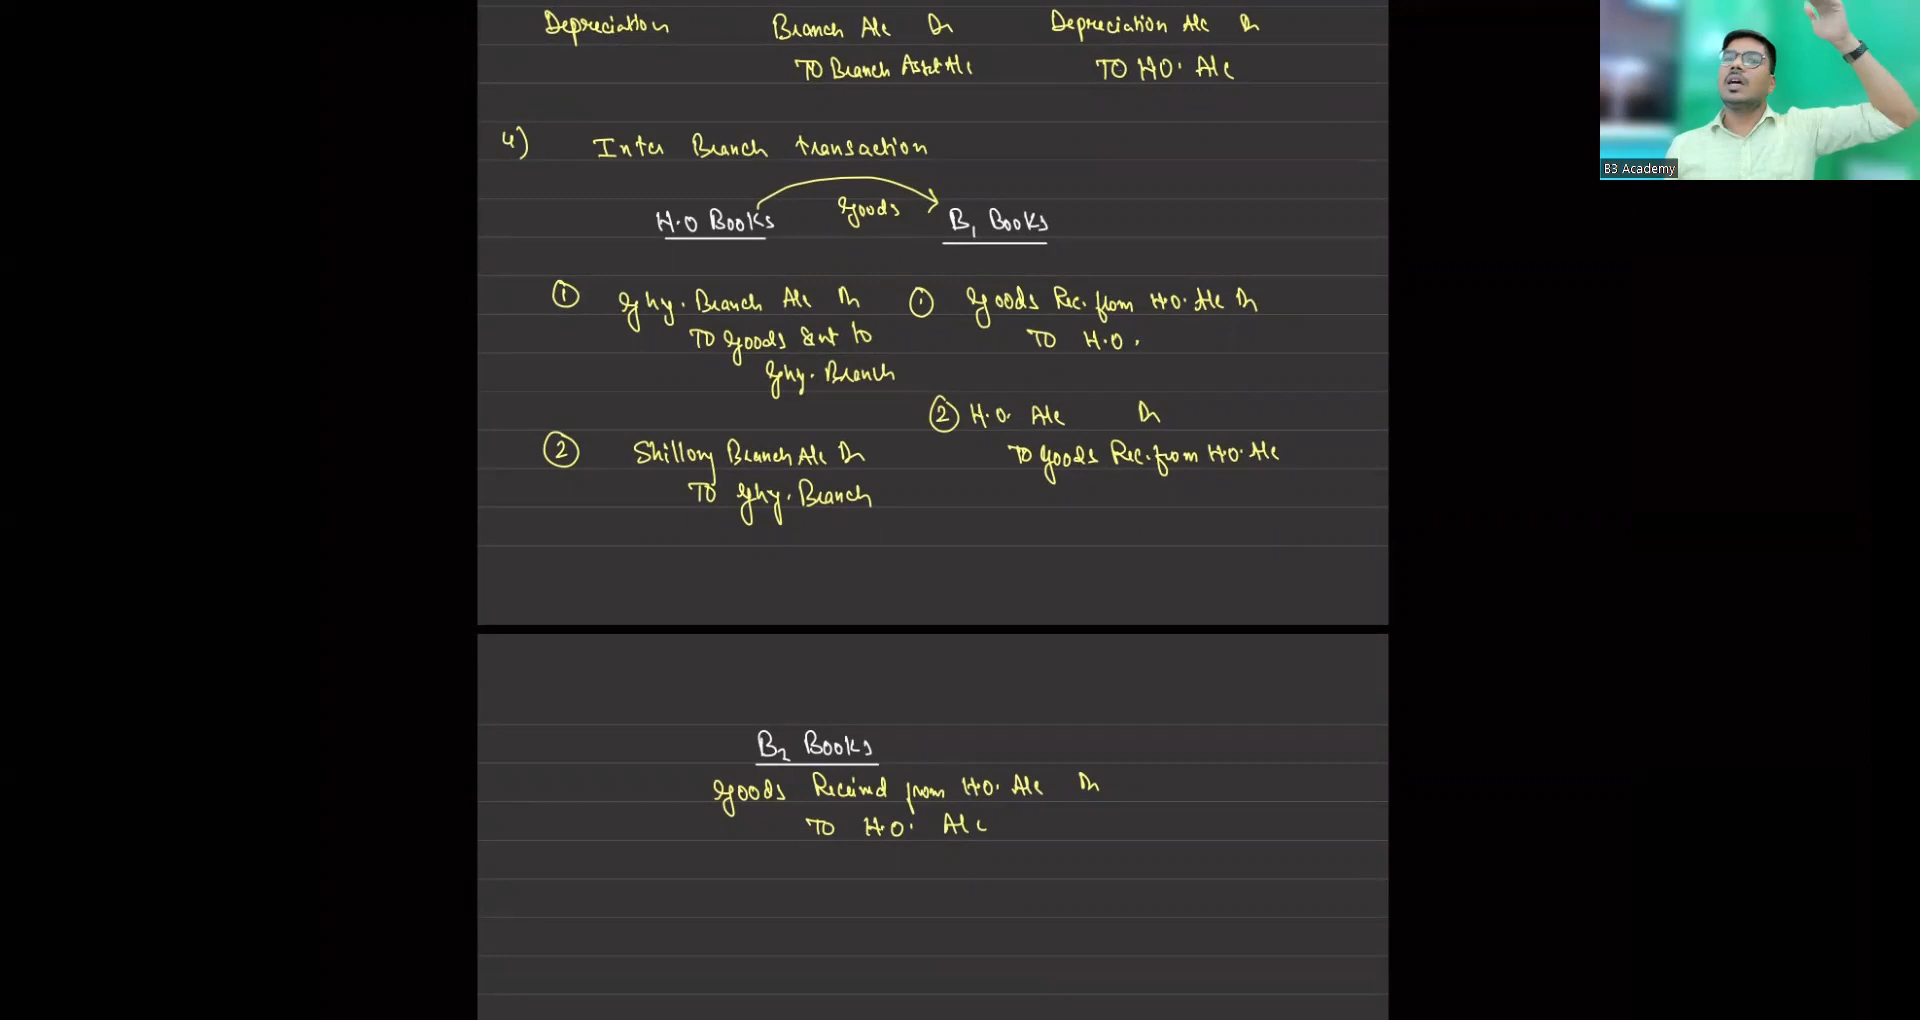 Depreciation Branch A/c Dr Depreciation A/c Dr
To Branch Asset A/c To H.O. A/c
4) Inter Branch transaction
H.O Books Goods B1 Books
① Ghy. Branch A/c Dr ① Goods Rec. from H.O. A/c Dr
To Goods sent to To H.O.
Ghy. Branch
② H.O. A/c Dr
② Shillong Branch A/c Dr To Goods Rec. from H.O. A/c
To Ghy. Branch
B2 Books
Goods Received from H.O. A/c Dr
To H.O. A/c
B3 Academy